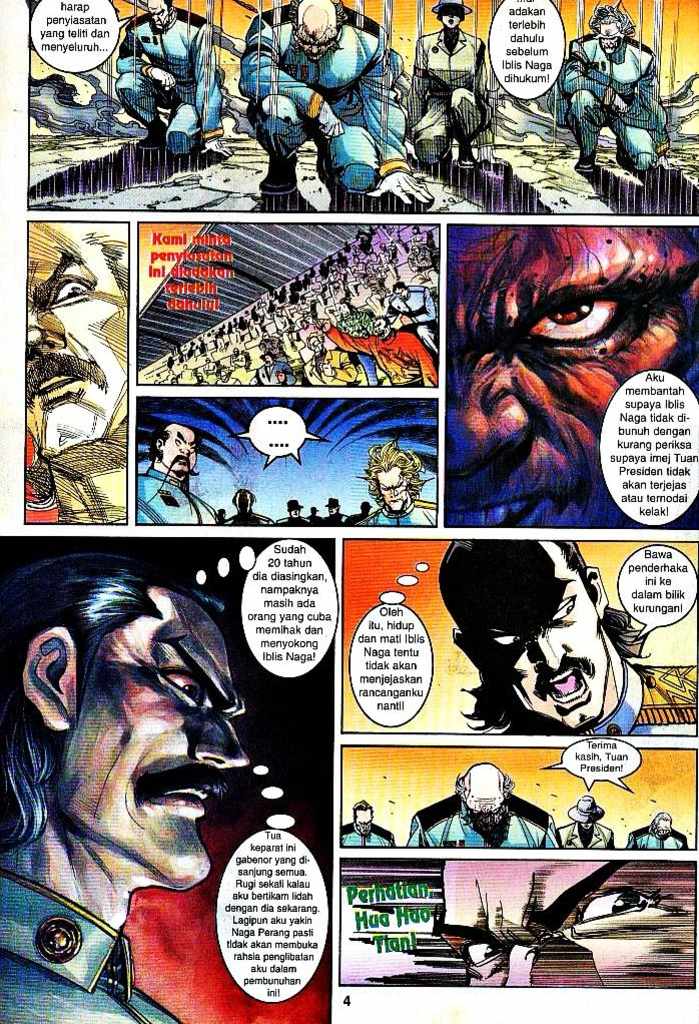 harap
penyiasatan
yang teliti dan
menyeluruh...
adakan
terlebih
dahulu
sebelum
Iblis Naga
dihukum!
Kami minta
penyiasatan
ini diadakan
terlebih
dahulu!
....
....
Aku
membantah
supaya Iblis
Naga tidak di-
bunuh dengan
kurang periksa
supaya imej Tuan
Presiden tidak
akan terjejas
atau ternodai
kelak!
Sudah
20 tahun
dia diasingkan,
nampaknya
masih ada
orang yang cuba
memihak dan
menyokong
Iblis Naga!
Tua
keparat ini
gabenor yang di-
sanjung semua.
Rugi sekali kalau
aku bertikam lidah
dengan dia sekarang.
Lagipun aku yakin
Naga Perang pasti
tidak akan membuka
rahsia penglibatan
aku dalam
pembunuhan
ini!
Oleh
itu, hidup
dan mati Iblis
Naga tentu
tidak akan
menjejaskan
rancanganku
nanti!
Bawa
penderhaka
ini ke
dalam bilik
kurungan!
Terima
kasih, Tuan
Presiden!
Perhatian..
Hua Hao
Tian!
4